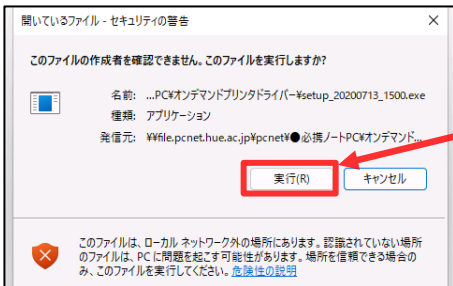 開いているファイル - セキュリティの警告
このファイルの作成者を確認できません。このファイルを実行しますか?
名前: ...PC¥オンデマンドプリンタドライバー¥setup_20200713_1500.exe
種類: アプリケーション
発信元: ¥¥file.pcnet.hue.ac.jp¥pcnet¥●必携ノートPC¥オンデマンド...
実行(R)
キャンセル
このファイルは、ローカル ネットワーク外の場所にあります。認識されていない場所
のファイルは、PC に問題を起こす可能性があります。場所を信頼できる場合の
み、このファイルを実行してください。危険性の説明